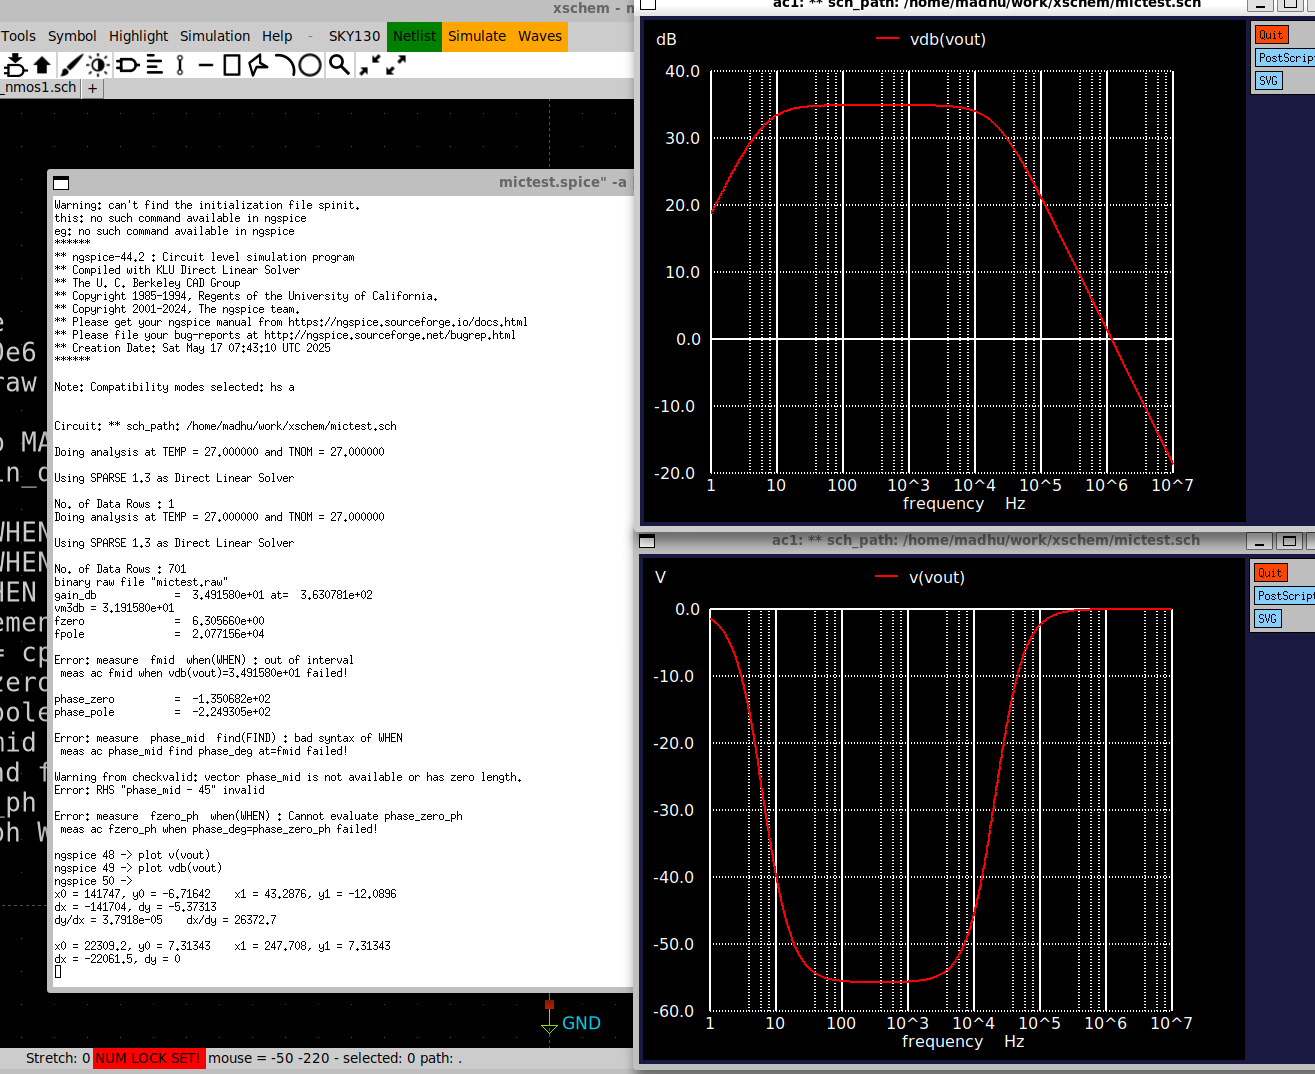 xschem - m
Tools Symbol Highlight Simulation Help - SKY130 Netlist Simulate Waves
_nmos1.sch +
mictest.spice" -a
Warning: can't find the initialization file spinit.
this: no such command available in ngspice
eg: no such command available in ngspice
******
** ngspice-44.2 : Circuit level simulation program
** Compiled with KLU Direct Linear Solver
** The U. C. Berkeley CAD Group
** Copyright 1985-1994, Regents of the University of California.
** Copyright 2001-2024, The ngspice team.
** Please get your ngspice manual from https://ngspice.sourceforge.io/docs.html
** Please file your bug-reports at http://ngspice.sourceforge.net/bugrep.html
** Creation Date: Sat May 17 07:43:10 UTC 2025
******
Note: Compatibility modes selected: hs a
Circuit: ** sch_path: /home/madhu/work/xschem/mictest.sch
Doing analysis at TEMP = 27.000000 and TNOM = 27.000000
Using SPARSE 1.3 as Direct Linear Solver
No. of Data Rows : 1
Doing analysis at TEMP = 27.000000 and TNOM = 27.000000
Using SPARSE 1.3 as Direct Linear Solver
No. of Data Rows : 701
binary raw file "mictest.raw"
gain_db = 3.491580e+01 at= 3.630781e+02
vm3db = 3.191580e+01
fzero = 6.305660e+00
fpole = 2.077156e+04
Error: measure fmid when(WHEN) : out of interval
meas ac fmid when vdb(vout)=3.491580e+01 failed!
phase_zero = -1.350682e+02
phase_pole = -2.249305e+02
Error: measure phase_mid find(FIND) : bad syntax of WHEN
meas ac phase_mid find phase_deg at=fmid failed!
Warning from checkvalid: vector phase_mid is not available or has zero length.
Error: RHS "phase_mid - 45" invalid
Error: measure fzero_ph when(WHEN) : Cannot evaluate phase_zero_ph
meas ac fzero_ph when phase_deg=phase_zero_ph failed!
ngspice 48 -> plot v(vout)
ngspice 49 -> plot vdb(vout)
ngspice 50 ->
x0 = 141747, y0 = -6.71642 x1 = 43.2876, y1 = -12.0896
dx = -141704, dy = -5.37313
dy/dx = 3.7918e-05 dx/dy = 26372.7
x0 = 22309.2, y0 = 7.31343 x1 = 247.708, y1 = 7.31343
dx = -22061.5, dy = 0
GND
Stretch: 0 NUM LOCK SET! mouse = -50 -220 - selected: 0 path: .
ac1: ** sch_path: /home/madhu/work/xschem/mictest.sch
dB
vdb(vout)
Quit
PostScript
SVG
40.0
30.0
20.0
10.0
0.0
-10.0
-20.0
1 10 100 10^3 10^4 10^5 10^6 10^7
frequency Hz
ac1: ** sch_path: /home/madhu/work/xschem/mictest.sch
V
v(vout)
Quit
PostScript
SVG
0.0
-10.0
-20.0
-30.0
-40.0
-50.0
-60.0
1 10 100 10^3 10^4 10^5 10^6 10^7
frequency Hz